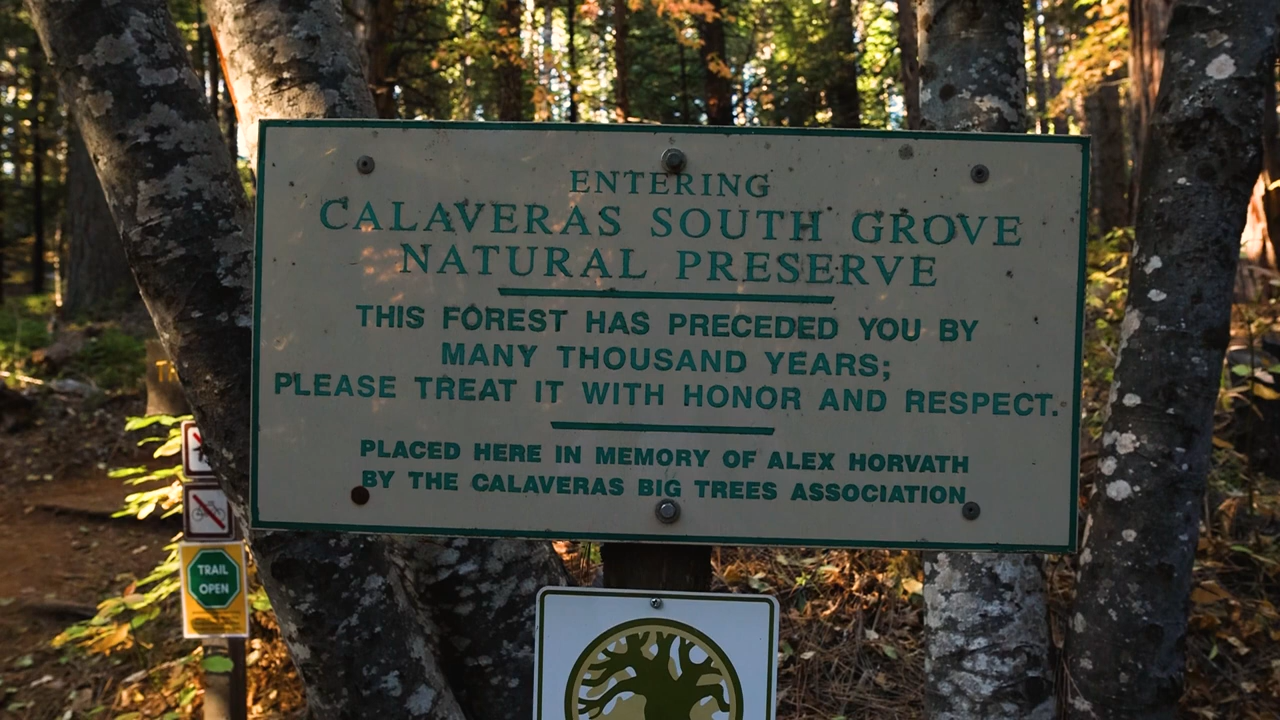 ENTERING
CALAVERAS SOUTH GROVE
NATURAL PRESERVE
THIS FOREST HAS PRECEDED YOU BY
MANY THOUSAND YEARS;
PLEASE TREAT IT WITH HONOR AND RESPECT.
PLACED HERE IN MEMORY OF ALEX HORVATH
BY THE CALAVERAS BIG TREES ASSOCIATION
TRAIL
OPEN